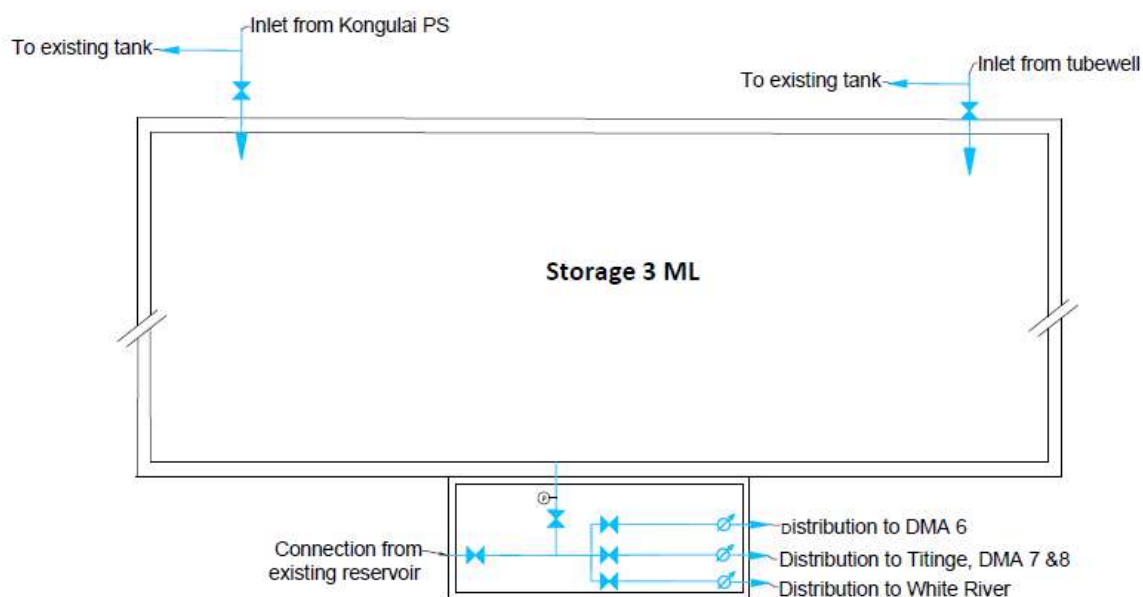 Inlet from Kongulai PS
To existing tank
Inlet from tubewell
To existing tank
Storage 3 ML
P
Distribution to DMA 6
Connection from
existing reservoir
Distribution to Titinge, DMA 7 &8
Distribution to White River